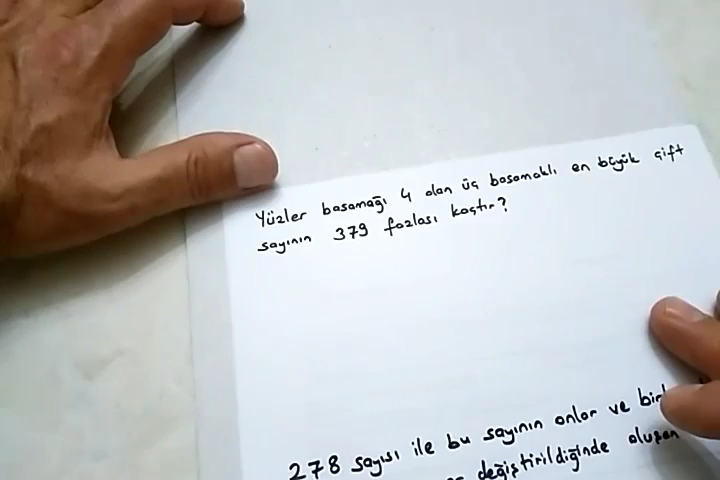 Yüzler basamağı 4 olan üç basamaklı en büyük çift
sayının 379 fazlası kaçtır?
278 sayısı ile bu sayının onlar ve
değiştirildiğinde oluşan